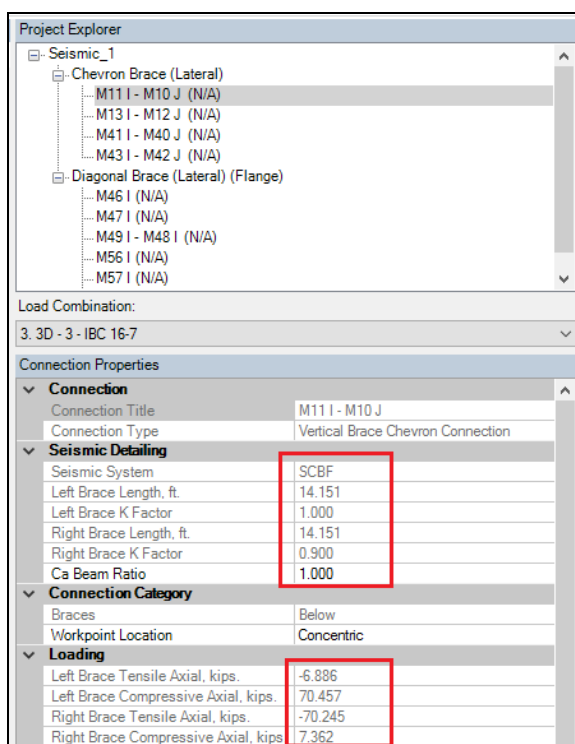 Project Explorer
Seismic_1
Chevron Brace (Lateral)
M11 I - M10 J (N/A)
M13 I - M12 J (N/A)
M41 I - M40 J (N/A)
M43 I - M42 J (N/A)
Diagonal Brace (Lateral) (Flange)
M46 I (N/A)
M47 I (N/A)
M49 I - M48 I (N/A)
M56 I (N/A)
M57 I (N/A)
Load Combination:
3. 3D - 3 - IBC 16-7
Connection Properties
Connection
Connection Title M11 I - M10 J
Connection Type Vertical Brace Chevron Connection
Seismic Detailing
Seismic System SCBF
Left Brace Length, ft. 14.151
Left Brace K Factor 1.000
Right Brace Length, ft. 14.151
Right Brace K Factor 0.900
Ca Beam Ratio 1.000
Connection Category
Braces Below
Workpoint Location Concentric
Loading
Left Brace Tensile Axial, kips. -6.886
Left Brace Compressive Axial, kips. 70.457
Right Brace Tensile Axial, kips. -70.245
Right Brace Compressive Axial, kips 7.362